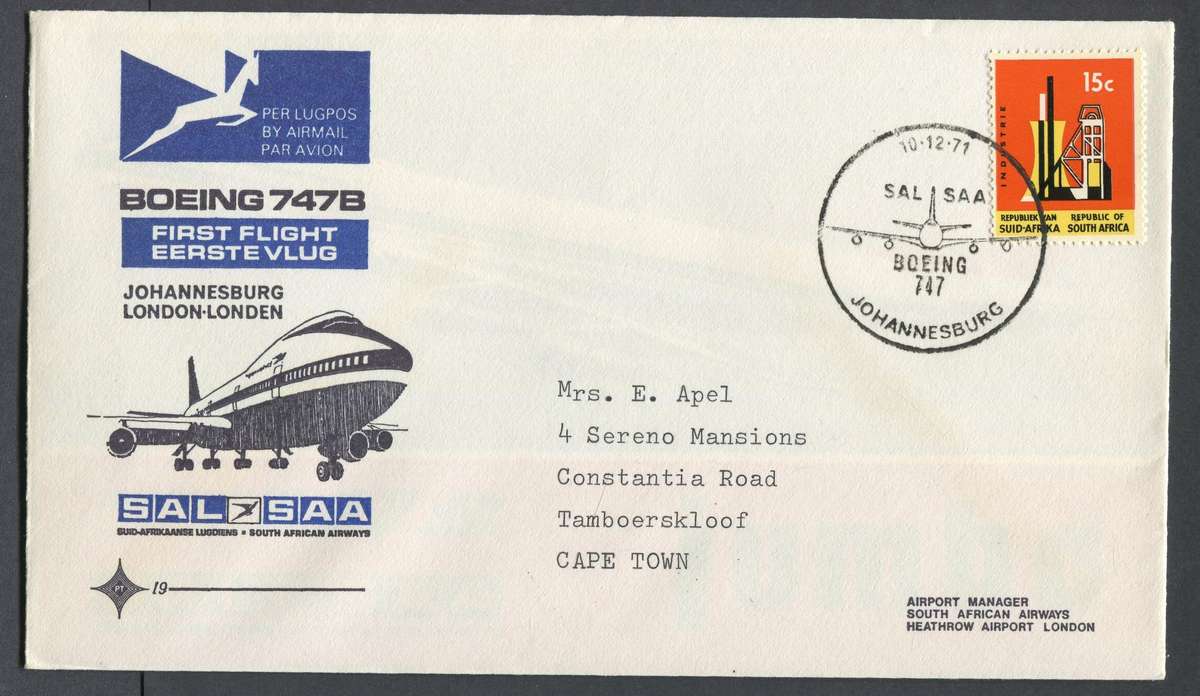 PER LUGPOS
BY AIRMAIL
PAR AVION
BOEING 747B
FIRST FLIGHT
EERSTE VLUG
JOHANNESBURG
LONDON·LONDEN
SAL SAA
SUID-AFRIKAANSE LUGDIENS • SOUTH AFRICAN AIRWAYS
PT 19
15c
INDUSTRIE
REPUBLIEK VAN REPUBLIC OF
SUID-AFRIKA SOUTH AFRICA
10·12·71
SAL SAA
BOEING
747
JOHANNESBURG
Mrs. E. Apel
4 Sereno Mansions
Constantia Road
Tamboerskloof
CAPE TOWN
AIRPORT MANAGER
SOUTH AFRICAN AIRWAYS
HEATHROW AIRPORT LONDON